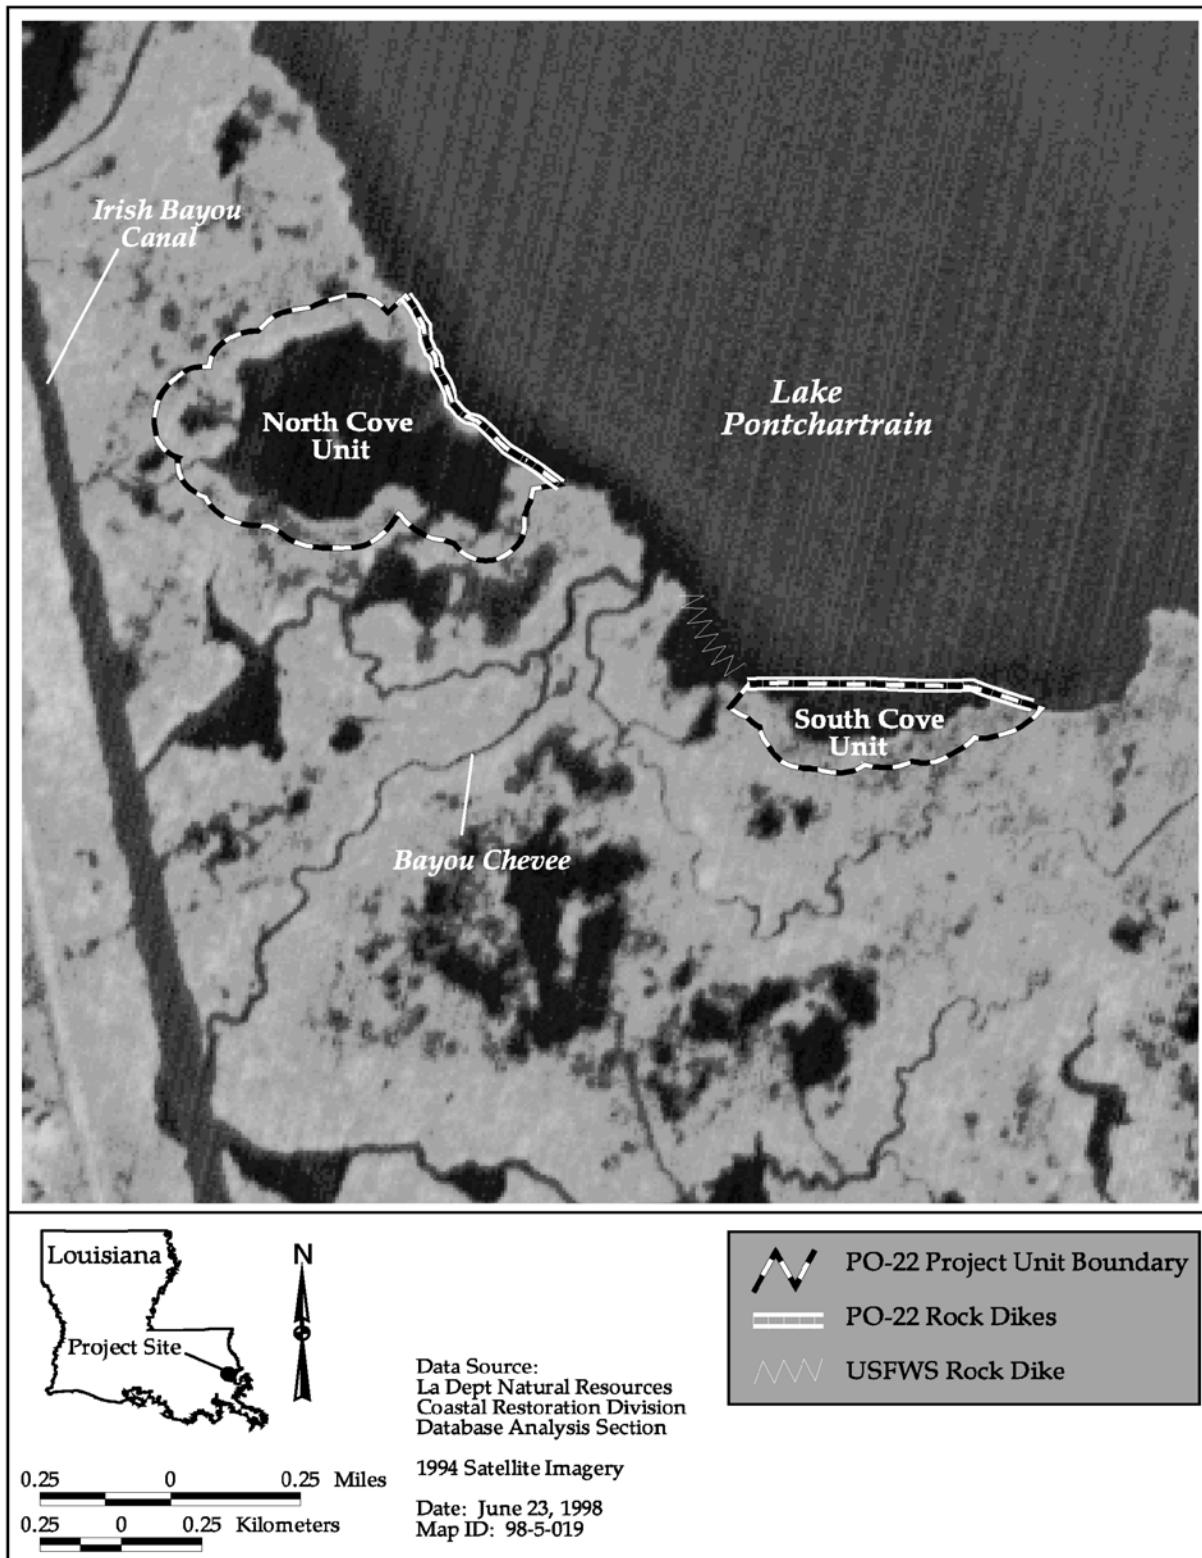 Irish Bayou
Canal
North Cove
Unit
Lake
Pontchartrain
South Cove
Unit
Bayou Chevee
Louisiana
Project Site
N
0.25 0 0.25 Miles
0.25 0 0.25 Kilometers
Data Source:
La Dept Natural Resources
Coastal Restoration Division
Database Analysis Section
1994 Satellite Imagery
Date: June 23, 1998
Map ID: 98-5-019
PO-22 Project Unit Boundary
PO-22 Rock Dikes
USFWS Rock Dike